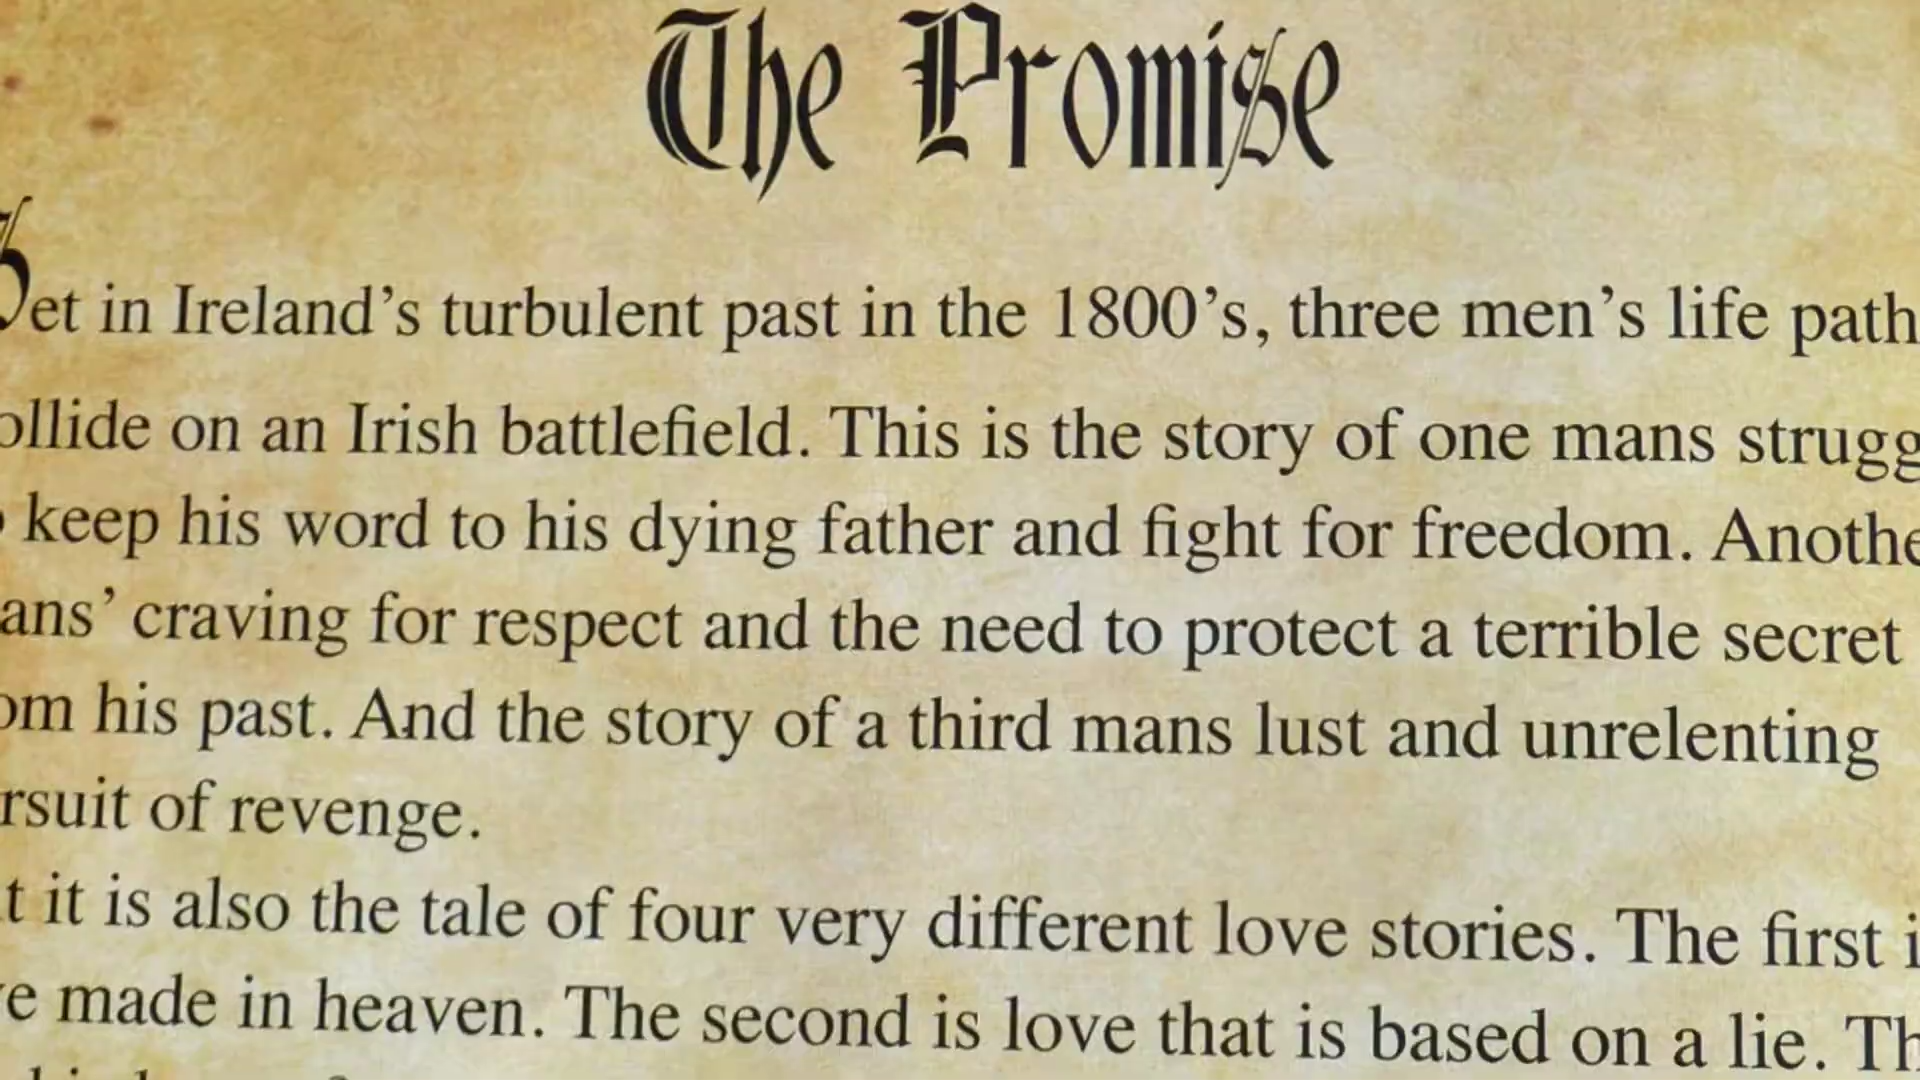 The Promise
Set in Ireland's turbulent past in the 1800's, three men's life path
ollide on an Irish battlefield. This is the story of one mans strugg
keep his word to his dying father and fight for freedom. Anothe
ans' craving for respect and the need to protect a terrible secret
om his past. And the story of a third mans lust and unrelenting
rsuit of revenge.
t it is also the tale of four very different love stories. The first i
e made in heaven. The second is love that is based on a lie. Th